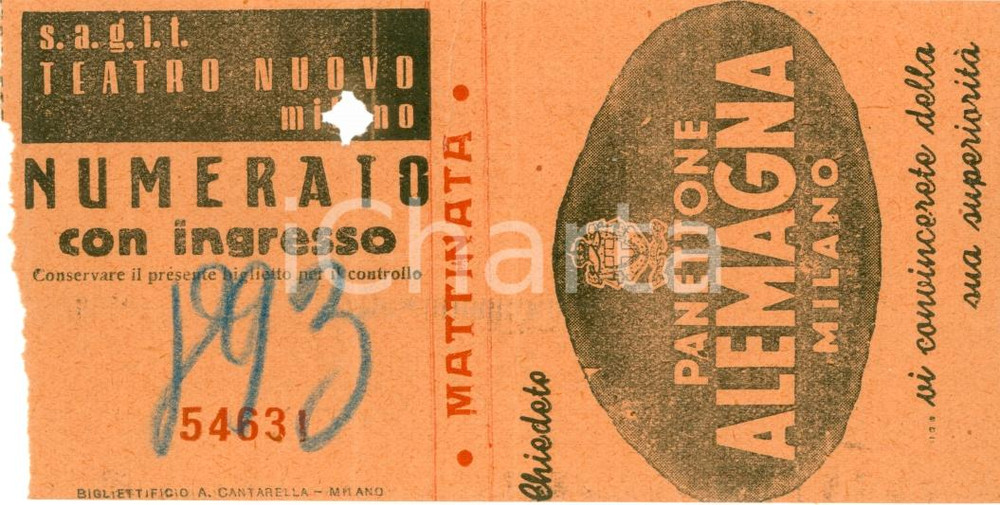 s.a.g.i.t.
TEATRO NUOVO
milano
NUMERATO
con ingresso
Conservare il presente biglietto per il controllo
193
54631
BIGLIETTIFICIO A. CANTARELLA – MILANO
• MATTINATA •
Chiedete
PANETTONE
ALEMAGNA
MILANO
... vi convincerete della
sua superiorità
iCharta